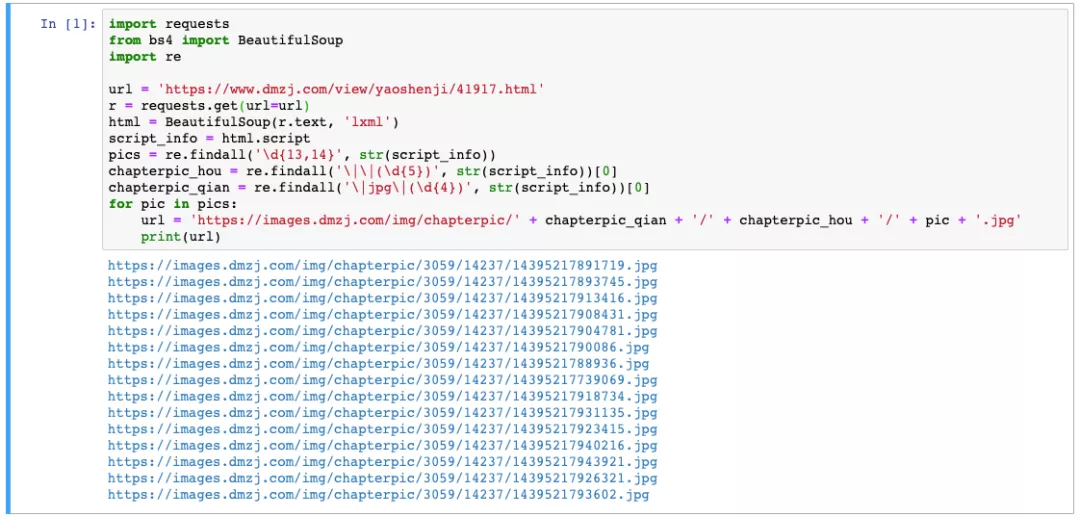 In [1]: import requests
from bs4 import BeautifulSoup
import re

url = 'https://www.dmzj.com/view/yaoshenji/41917.html'
r = requests.get(url=url)
html = BeautifulSoup(r.text, 'lxml')
script_info = html.script
pics = re.findall('\d{13,14}', str(script_info))
chapterpic_hou = re.findall('\|\|(\d{5})', str(script_info))[0]
chapterpic_qian = re.findall('\|jpg\|(\d{4})', str(script_info))[0]
for pic in pics:
    url = 'https://images.dmzj.com/img/chapterpic/' + chapterpic_qian + '/' + chapterpic_hou + '/' + pic + '.jpg'
    print(url)
https://images.dmzj.com/img/chapterpic/3059/14237/14395217891719.jpg
https://images.dmzj.com/img/chapterpic/3059/14237/14395217893745.jpg
https://images.dmzj.com/img/chapterpic/3059/14237/14395217913416.jpg
https://images.dmzj.com/img/chapterpic/3059/14237/14395217908431.jpg
https://images.dmzj.com/img/chapterpic/3059/14237/14395217904781.jpg
https://images.dmzj.com/img/chapterpic/3059/14237/1439521790086.jpg
https://images.dmzj.com/img/chapterpic/3059/14237/1439521788936.jpg
https://images.dmzj.com/img/chapterpic/3059/14237/14395217739069.jpg
https://images.dmzj.com/img/chapterpic/3059/14237/14395217918734.jpg
https://images.dmzj.com/img/chapterpic/3059/14237/14395217931135.jpg
https://images.dmzj.com/img/chapterpic/3059/14237/14395217923415.jpg
https://images.dmzj.com/img/chapterpic/3059/14237/14395217940216.jpg
https://images.dmzj.com/img/chapterpic/3059/14237/14395217943921.jpg
https://images.dmzj.com/img/chapterpic/3059/14237/14395217926321.jpg
https://images.dmzj.com/img/chapterpic/3059/14237/1439521793602.jpg